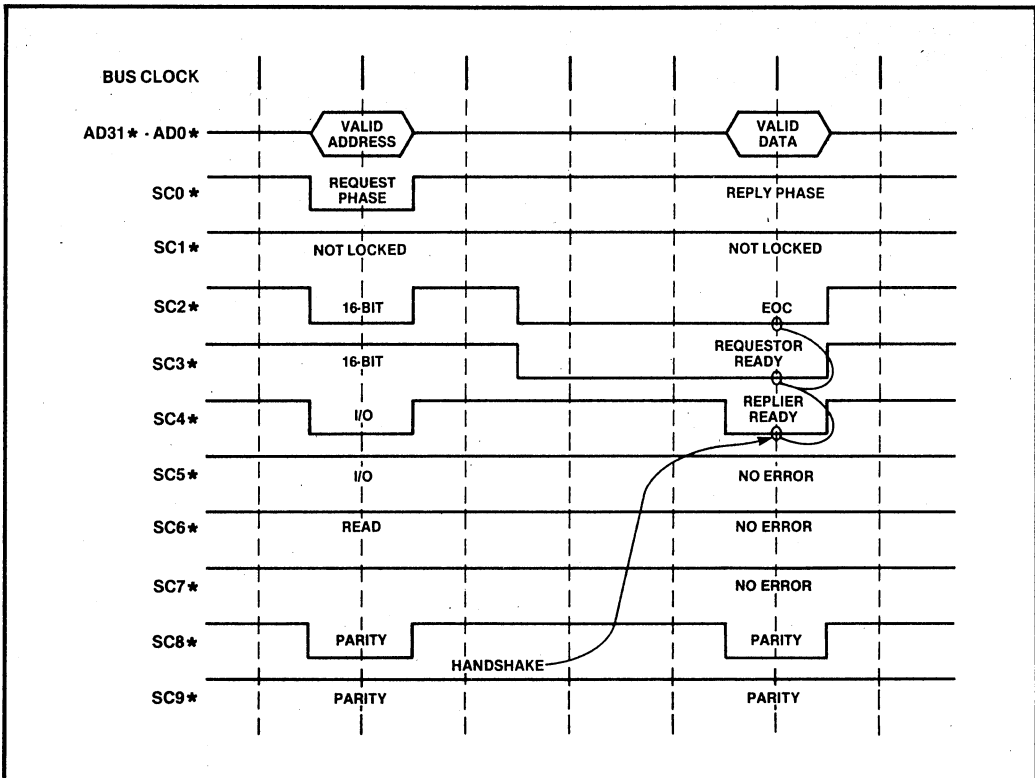 BUS CLOCK
AD31* - AD0*
VALID
ADDRESS
VALID
DATA
SC0*
REQUEST
PHASE
REPLY PHASE
SC1*
NOT LOCKED
NOT LOCKED
SC2*
16-BIT
EOC
SC3*
16-BIT
REQUESTOR
READY
SC4*
I/O
REPLIER
READY
SC5*
I/O
NO ERROR
SC6*
READ
NO ERROR
SC7*
NO ERROR
SC8*
PARITY
PARITY
HANDSHAKE
SC9*
PARITY
PARITY